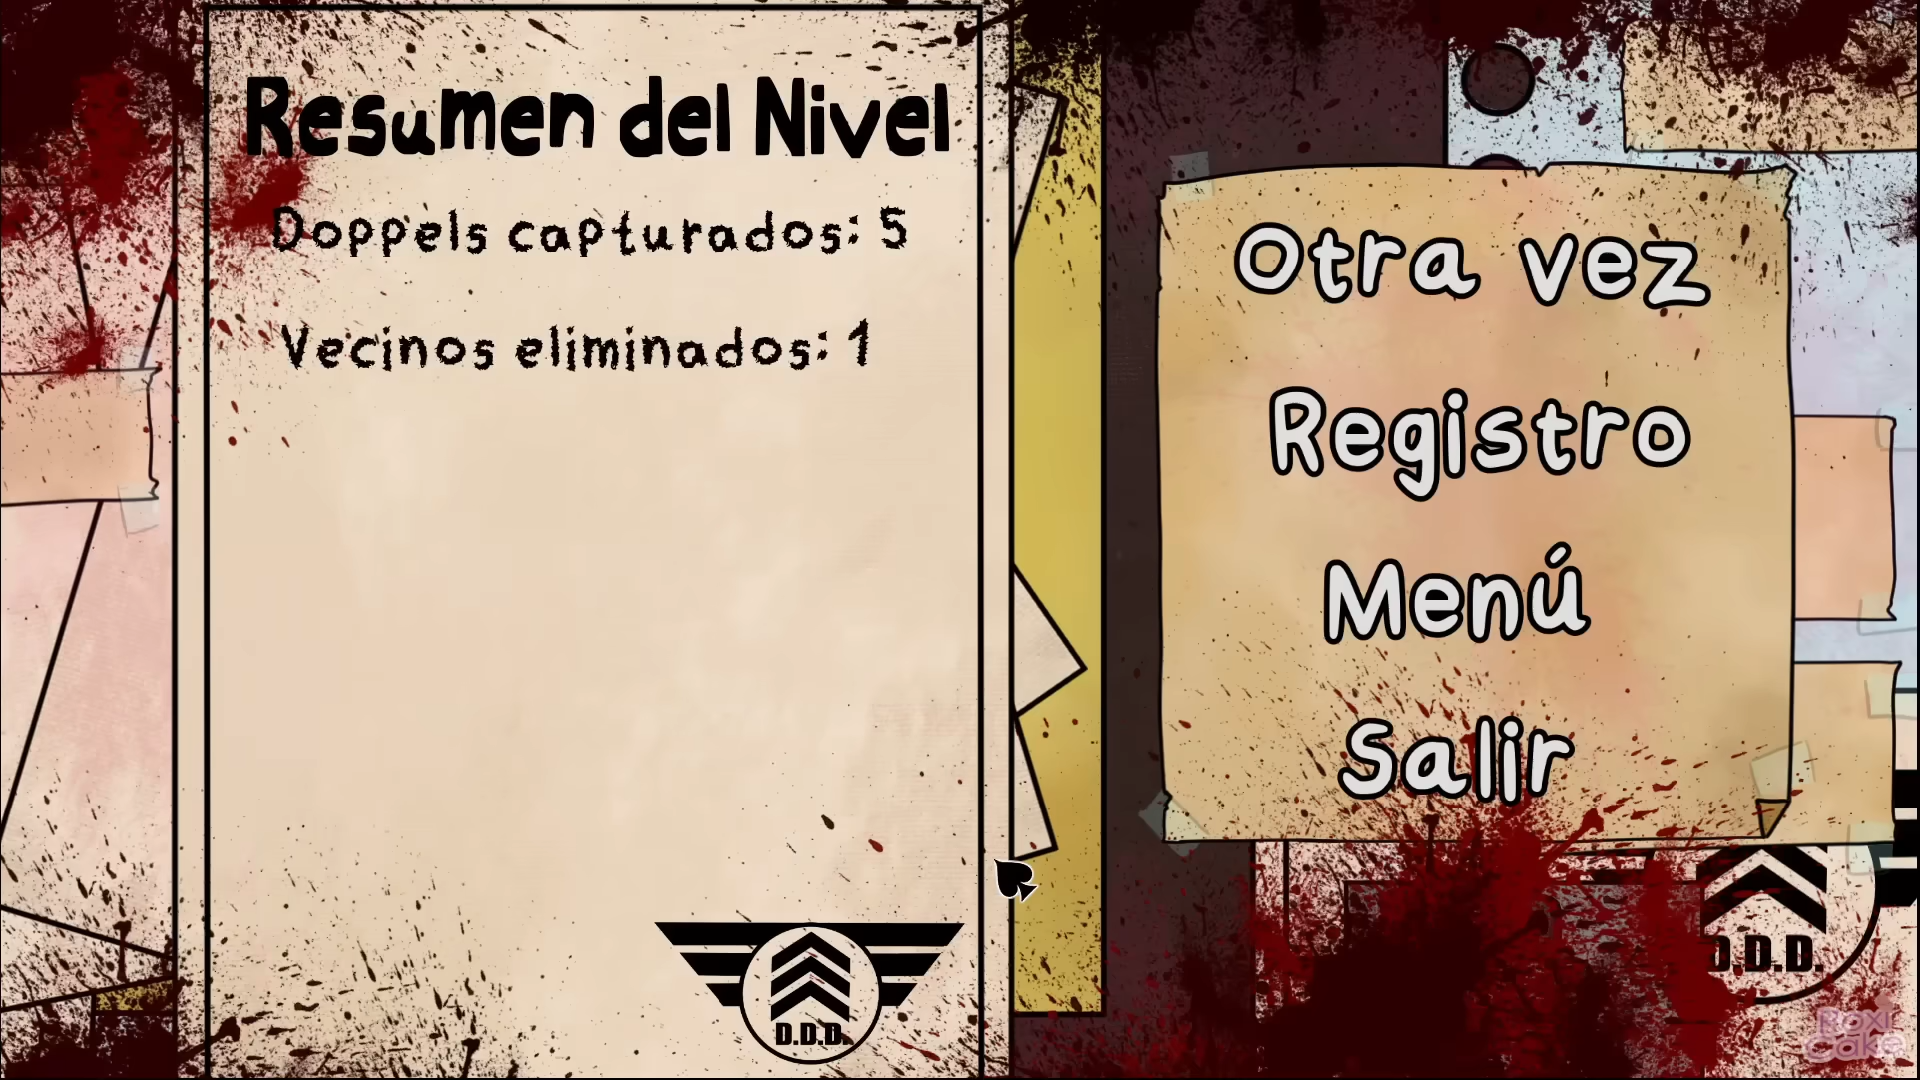 Resumen del Nivel
Doppels capturados: 5
Vecinos eliminados: 1
Otra vez
Registro
Menú
Salir
D.D.D.
D.D.D.
Roxi
Cake